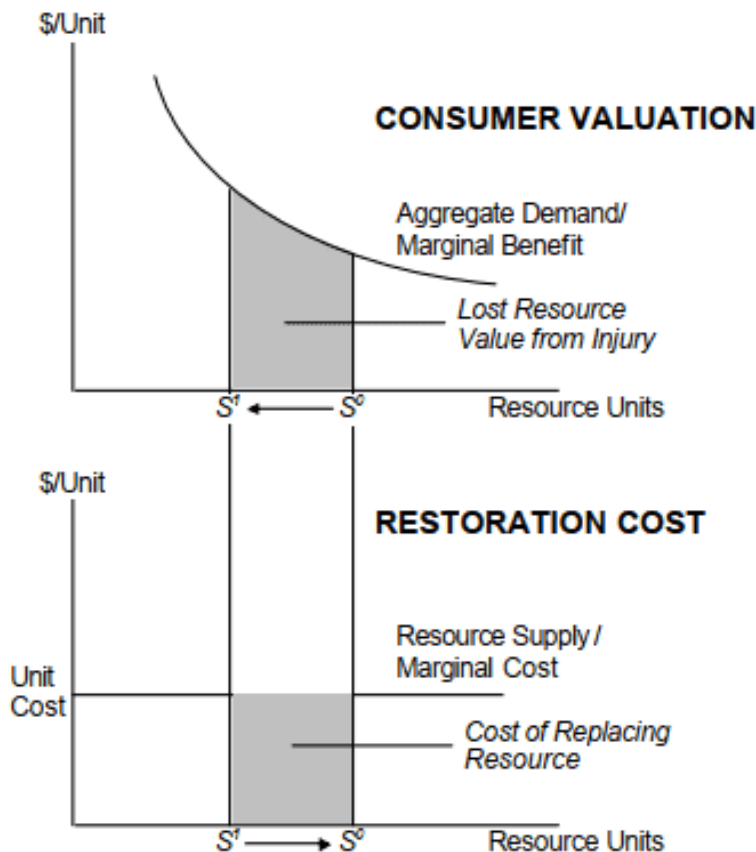 $/Unit
CONSUMER VALUATION
Aggregate Demand/
Marginal Benefit
Lost Resource
Value from Injury
S¹ S⁰ Resource Units
$/Unit
RESTORATION COST
Resource Supply /
Marginal Cost
Unit
Cost
Cost of Replacing
Resource
S¹ S⁰ Resource Units